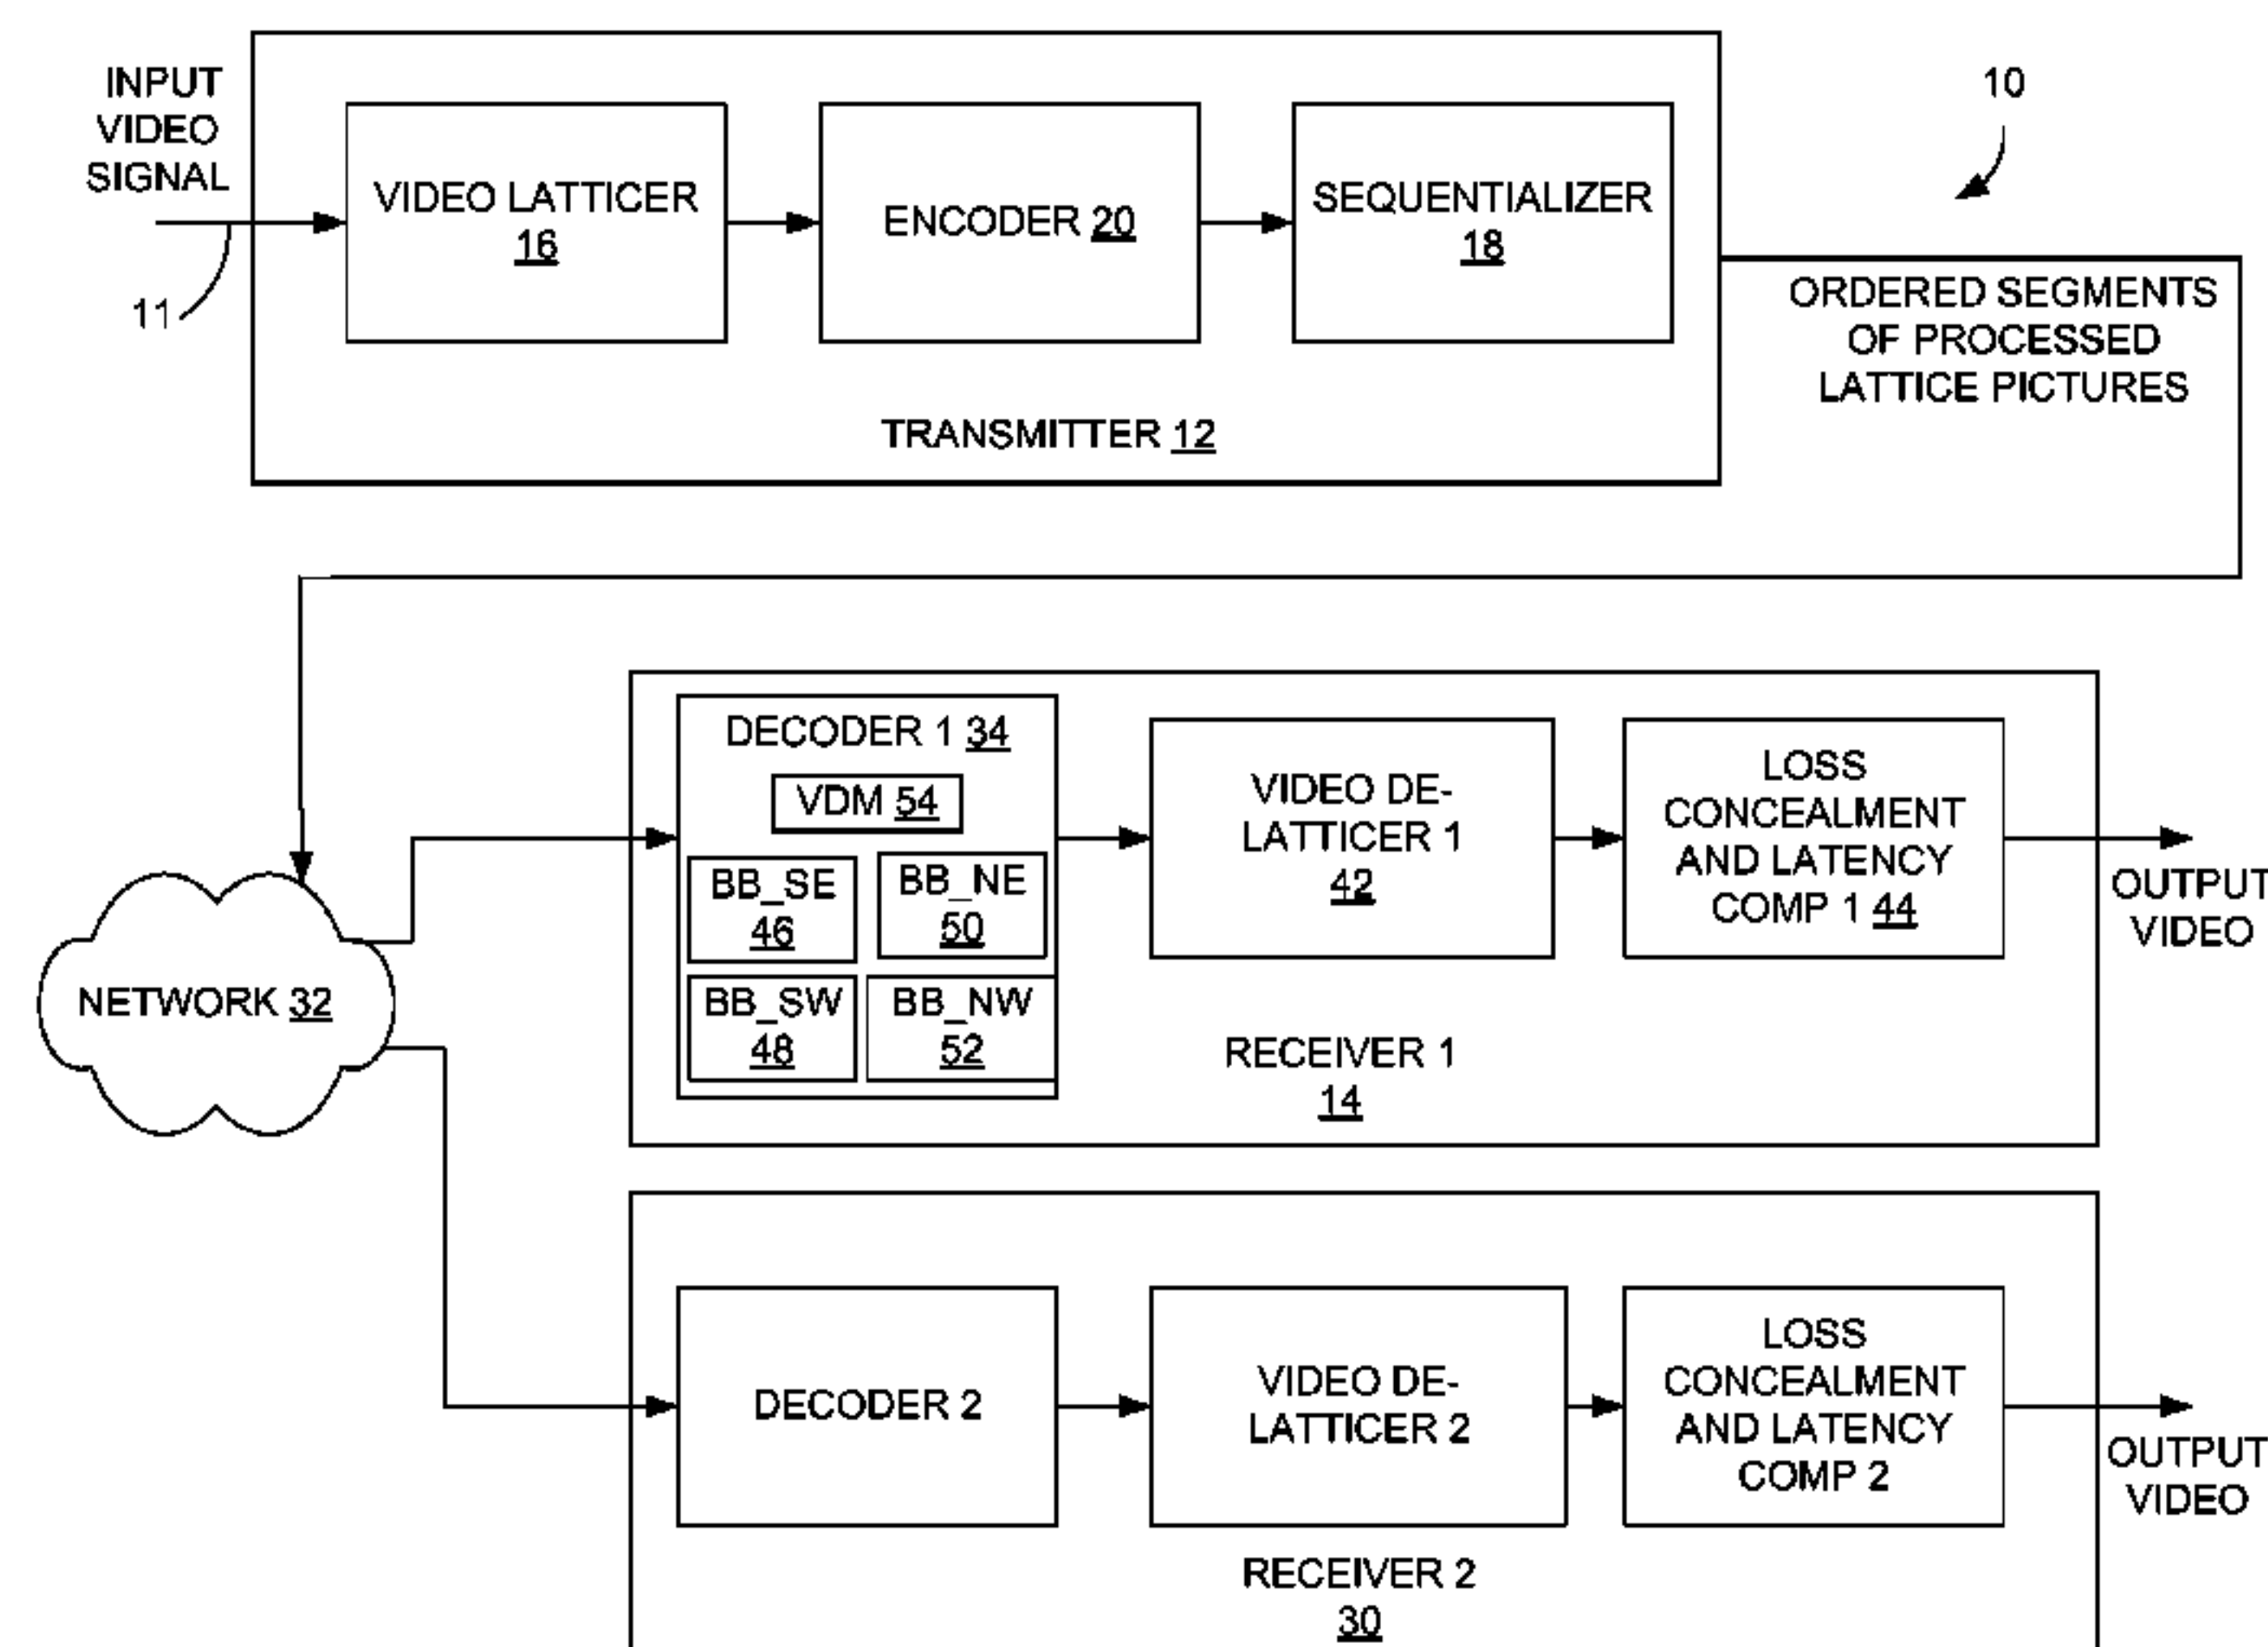 INPUT
VIDEO
SIGNAL
11
VIDEO LATTICER
16
ENCODER 20
SEQUENTIALIZER
18
TRANSMITTER 12
10
ORDERED SEGMENTS
OF PROCESSED
LATTICE PICTURES
NETWORK 32
DECODER 1 34
VDM 54
BB_SE
46
BB_NE
50
BB_SW
48
BB_NW
52
VIDEO DE-
LATTICER 1
42
LOSS
CONCEALMENT
AND LATENCY
COMP 1 44
RECEIVER 1
14
OUTPUT
VIDEO
DECODER 2
VIDEO DE-
LATTICER 2
LOSS
CONCEALMENT
AND LATENCY
COMP 2
RECEIVER 2
30
OUTPUT
VIDEO